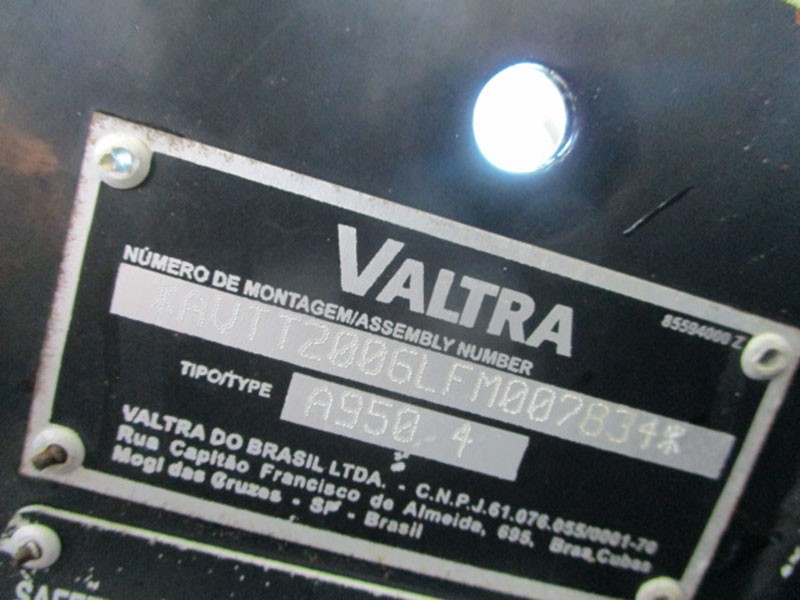 VALTRA
85594000 Z
NÚMERO DE MONTAGEM/ASSEMBLY NUMBER
*AVTT2006LFM007834*
TIPO/TYPE
A950 4
VALTRA DO BRASIL LTDA. - C.N.P.J.61.076.055/0001-70
Rua Capitão Francisco de Almeida, 695, Bras Cubas
Mogi das Cruzes - SP - Brasil